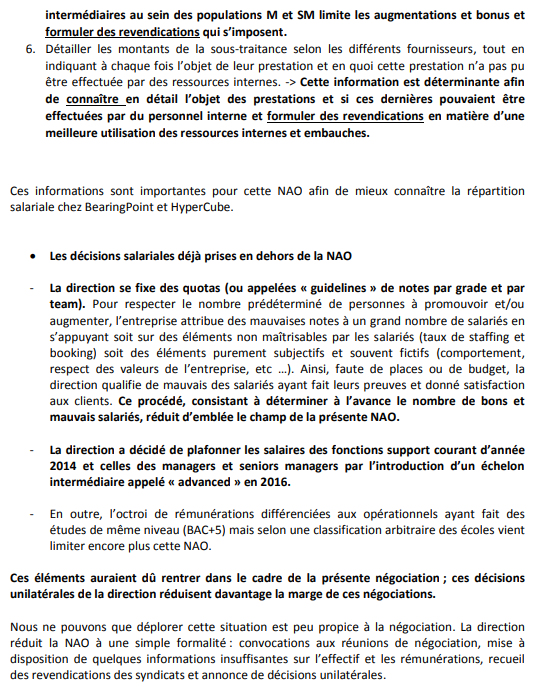 intermédiaires au sein des populations M et SM limite les augmentations et bonus et
formuler des revendications qui s'imposent.
6. Détailler les montants de la sous-traitance selon les différents fournisseurs, tout en
indiquant à chaque fois l'objet de leur prestation et en quoi cette prestation n'a pas pu
être effectuée par des ressources internes. -> Cette information est déterminante afin
de connaître en détail l'objet des prestations et si ces dernières pouvaient être
effectuées par du personnel interne et formuler des revendications en matière d'une
meilleure utilisation des ressources internes et embauches.
Ces informations sont importantes pour cette NAO afin de mieux connaître la répartition
salariale chez BearingPoint et HyperCube.
• Les décisions salariales déjà prises en dehors de la NAO
- La direction se fixe des quotas (ou appelées « guidelines » de notes par grade et par
team). Pour respecter le nombre prédéterminé de personnes à promouvoir et/ou
augmenter, l'entreprise attribue des mauvaises notes à un grand nombre de salariés en
s'appuyant soit sur des éléments non maîtrisables par les salariés (taux de staffing et
booking) soit des éléments purement subjectifs et souvent fictifs (comportement,
respect des valeurs de l'entreprise, etc ...). Ainsi, faute de places ou de budget, la
direction qualifie de mauvais des salariés ayant fait leurs preuves et donné satisfaction
aux clients. Ce procédé, consistant à déterminer à l'avance le nombre de bons et
mauvais salariés, réduit d'emblée le champ de la présente NAO.
- La direction a décidé de plafonner les salaires des fonctions support courant d'année
2014 et celles des managers et seniors managers par l'introduction d'un échelon
intermédiaire appelé « advanced » en 2016.
- En outre, l'octroi de rémunérations différenciées aux opérationnels ayant fait des
études de même niveau (BAC+5) mais selon une classification arbitraire des écoles vient
limiter encore plus cette NAO.
Ces éléments auraient dû rentrer dans le cadre de la présente négociation ; ces décisions
unilatérales de la direction réduisent davantage la marge de ces négociations.
Nous ne pouvons que déplorer cette situation est peu propice à la négociation. La direction
réduit la NAO à une simple formalité : convocations aux réunions de négociation, mise à
disposition de quelques informations insuffisantes sur l'effectif et les rémunérations, recueil
des revendications des syndicats et annonce de décisions unilatérales.